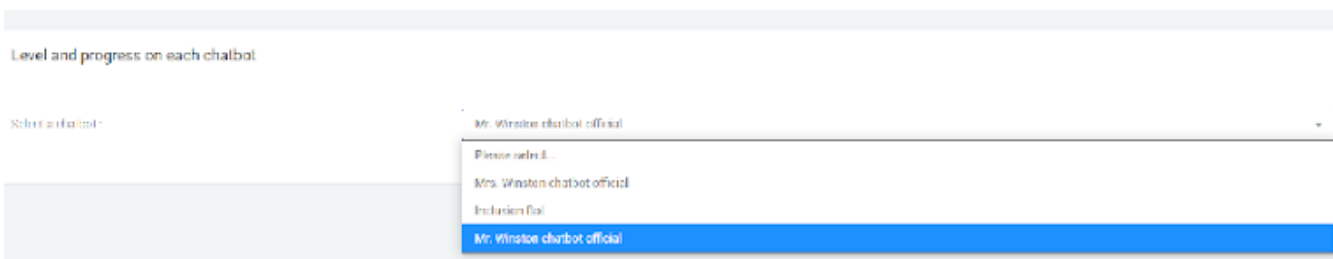 Level and progress on each chatbot
Select a chatbot*
Mr. Winston chatbot official
Please select...
Mrs. Winston chatbot official
Inclusion Bot
Mr. Winston chatbot official